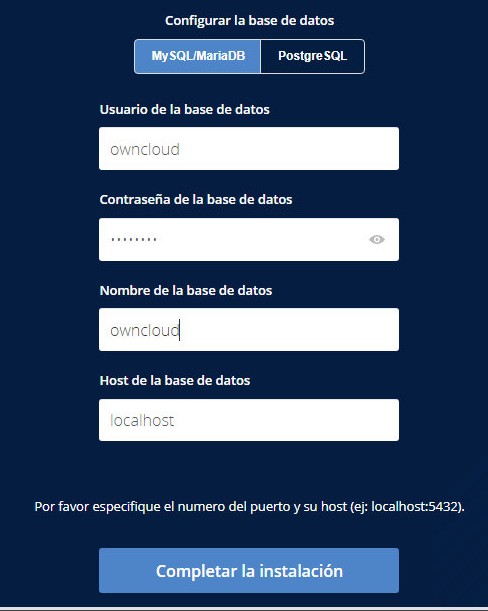 Configurar la base de datos
MySQL/MariaDB
PostgreSQL
Usuario de la base de datos
owncloud
Contraseña de la base de datos
········
Nombre de la base de datos
owncloud
Host de la base de datos
localhost
Por favor especifique el numero del puerto y su host (ej: localhost:5432).
Completar la instalación